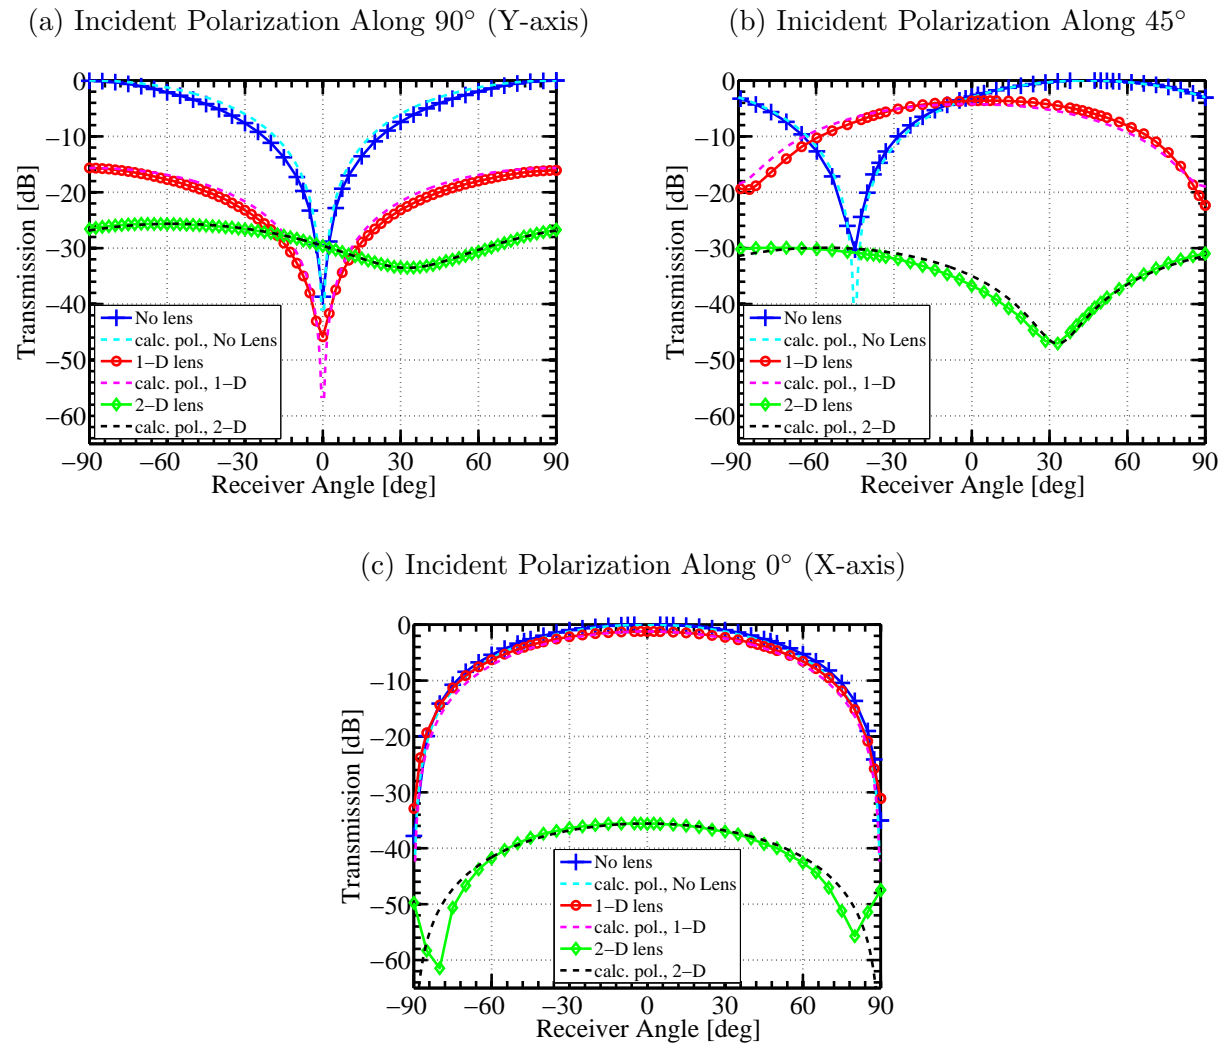 (a) Incident Polarization Along 90° (Y-axis)
0
−10
−20
−30
−40
−50
−60
Transmission [dB]
No lens
calc. pol., No Lens
1−D lens
calc. pol., 1−D
2−D lens
calc. pol., 2−D
−90 −60 −30 0 30 60 90
Receiver Angle [deg]
(b) Inicident Polarization Along 45°
0
−10
−20
−30
−40
−50
−60
Transmission [dB]
No lens
calc. pol., No Lens
1−D lens
calc. pol., 1−D
2−D lens
calc. pol., 2−D
−90 −60 −30 0 30 60 90
Receiver Angle [deg]
(c) Incident Polarization Along 0° (X-axis)
0
−10
−20
−30
−40
−50
−60
Transmission [dB]
No lens
calc. pol., No Lens
1−D lens
calc. pol., 1−D
2−D lens
calc. pol., 2−D
−90 −60 −30 0 30 60 90
Receiver Angle [deg]